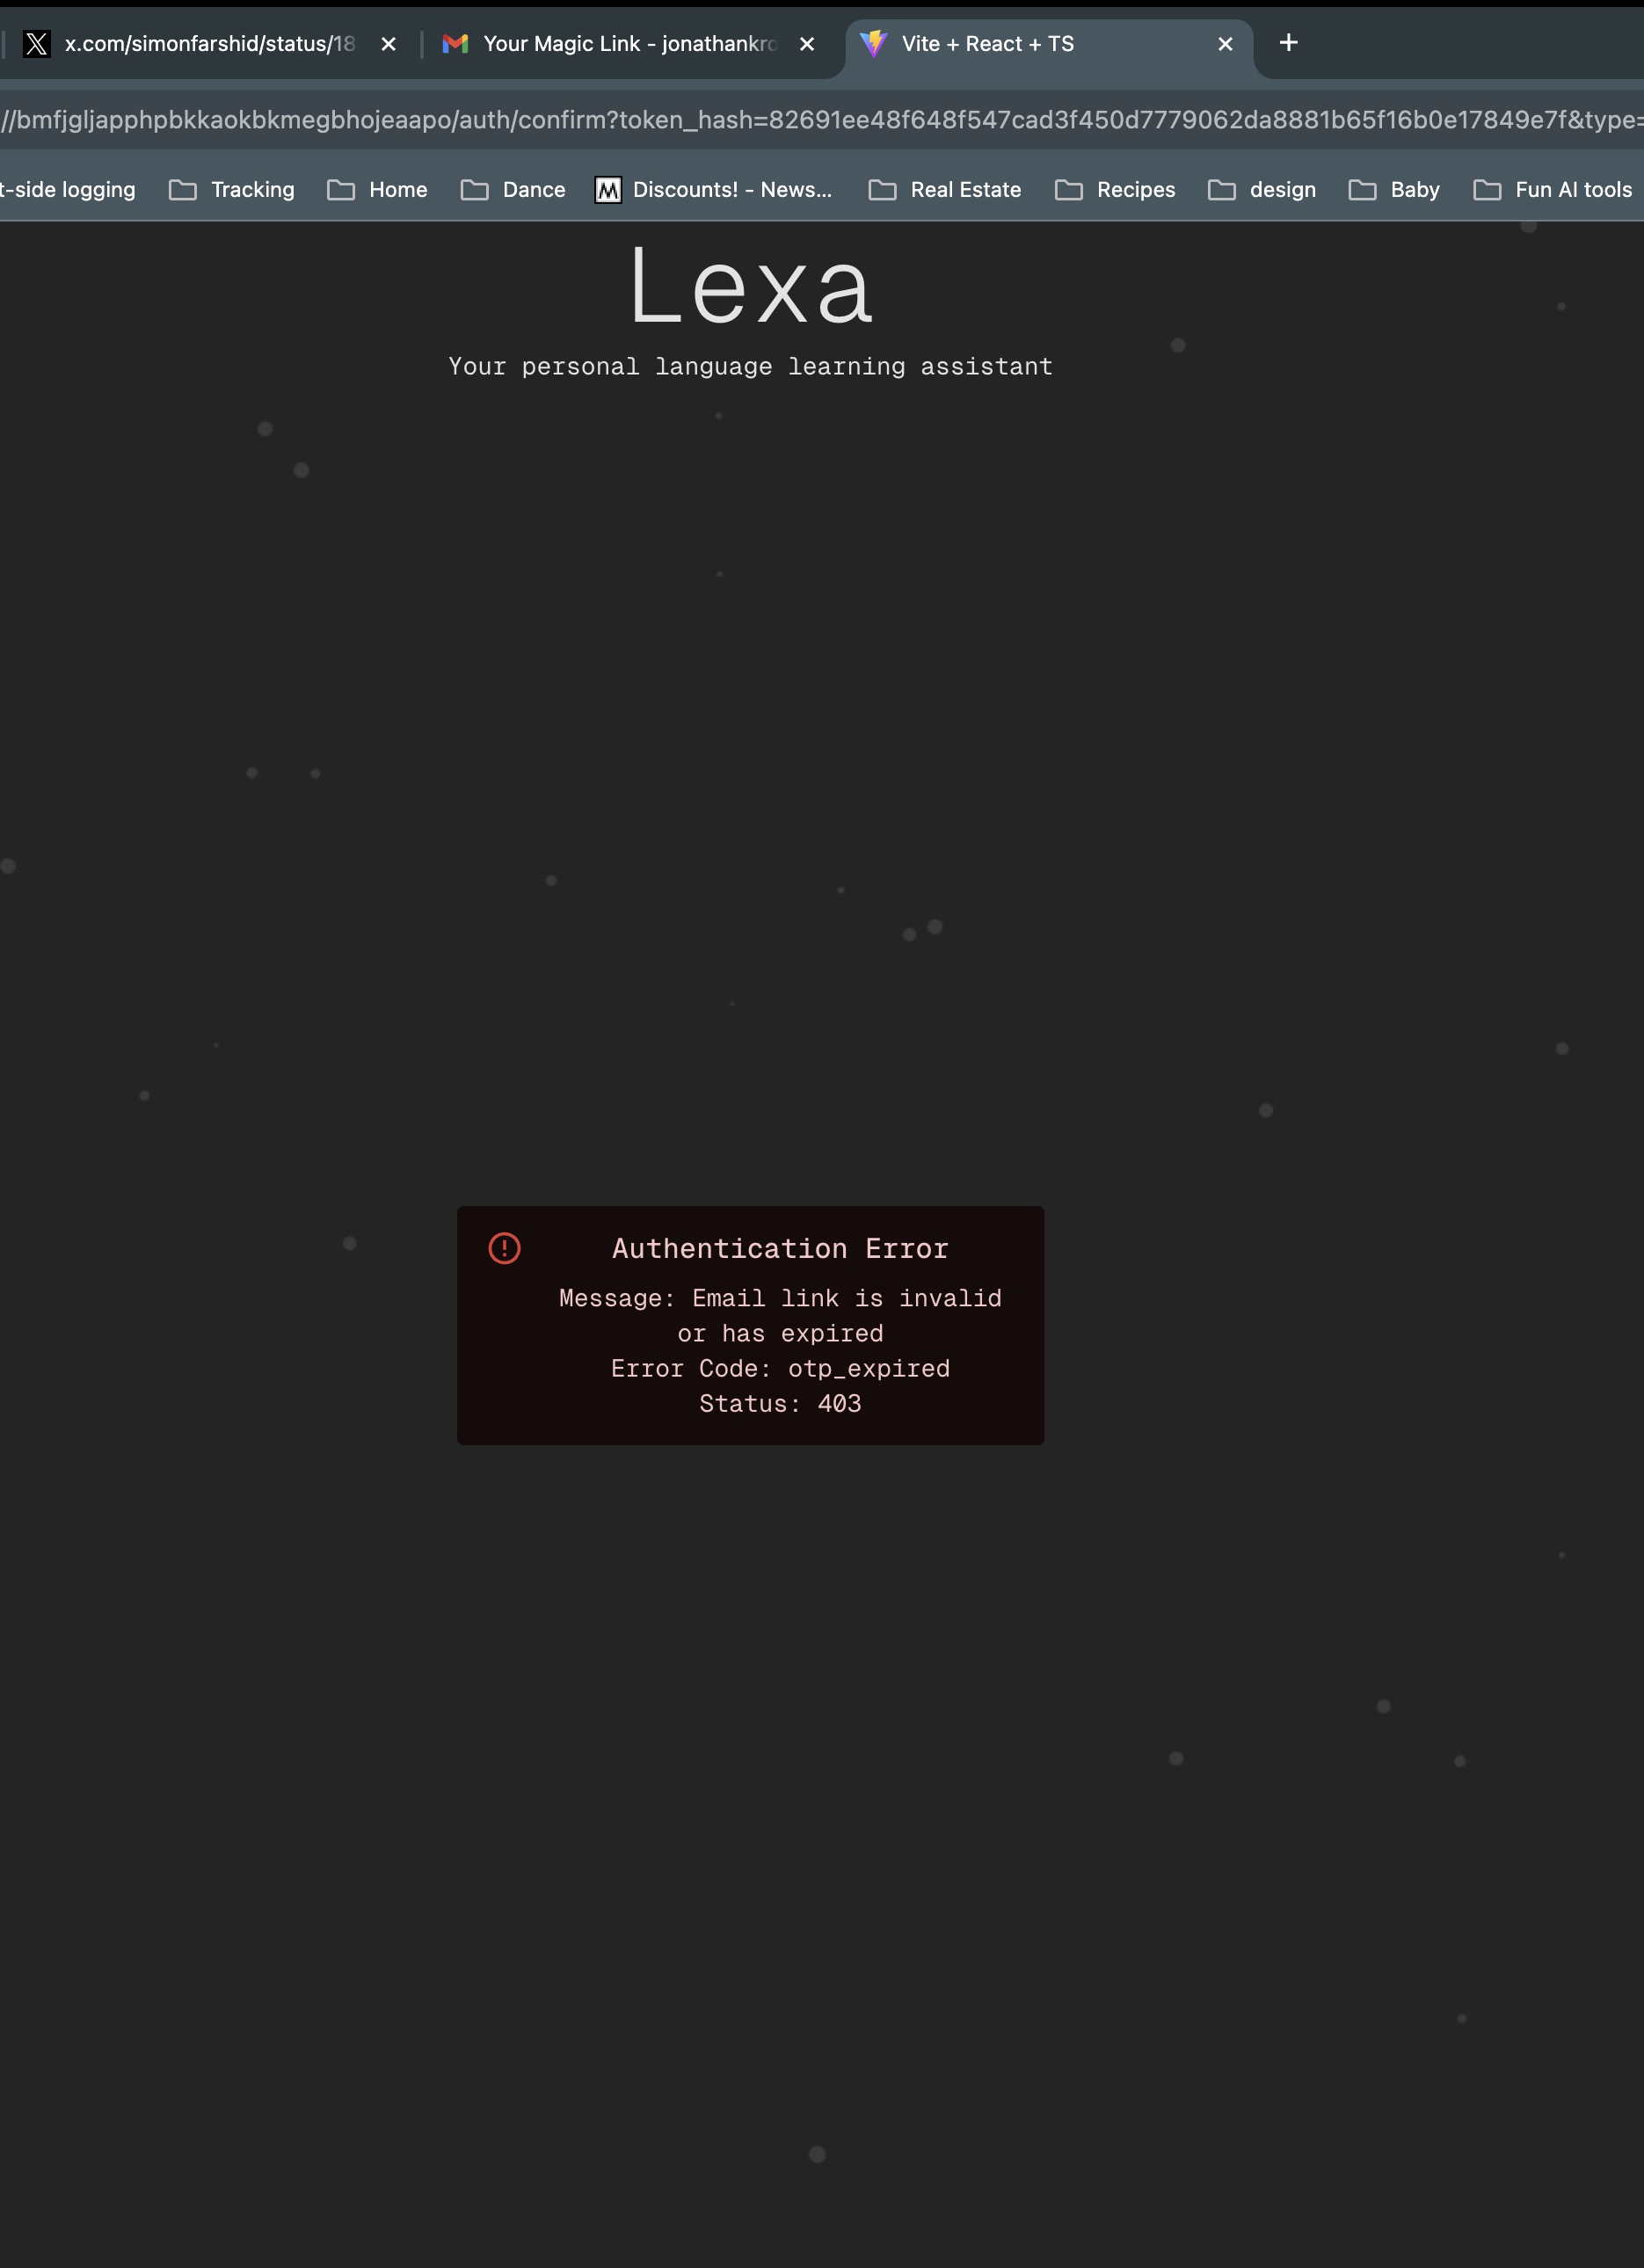 x.com/simonfarshid/status/18
Your Magic Link - jonathankro
Vite + React + TS
//bmfjgljapphpbkkaokbkmegbhojeaapo/auth/confirm?token_hash=82691ee48f648f547cad3f450d7779062da8881b65f16b0e17849e7f&type=
t-side logging Tracking Home Dance Discounts! - News... Real Estate Recipes design Baby Fun AI tools
Lexa
Your personal language learning assistant
Authentication Error
Message: Email link is invalid
or has expired
Error Code: otp_expired
Status: 403